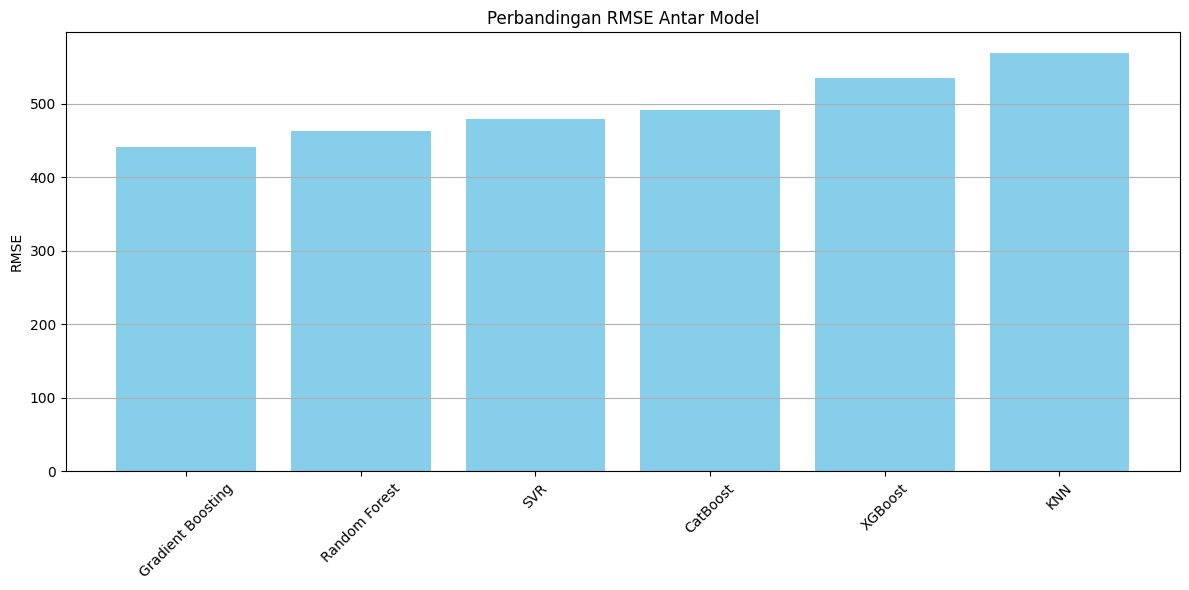 Perbandingan RMSE Antar Model
RMSE
500
400
300
200
100
0
Gradient Boosting
Random Forest
SVR
CatBoost
XGBoost
KNN